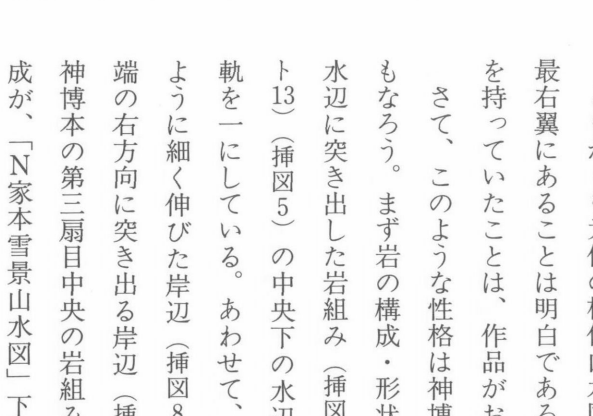 最右翼にあることは明白である
を持っていたことは、作品がお
さて、このような性格は神博
もなろう。まず岩の構成・形状
水辺に突き出した岩組み（挿図
ト13）（挿図5）の中央下の水辺
軌を一にしている。あわせて、
ように細く伸びた岸辺（挿図8
端の右方向に突き出る岸辺（挿
神博本の第三扇目中央の岩組み
成が、「N家本雪景山水図」下